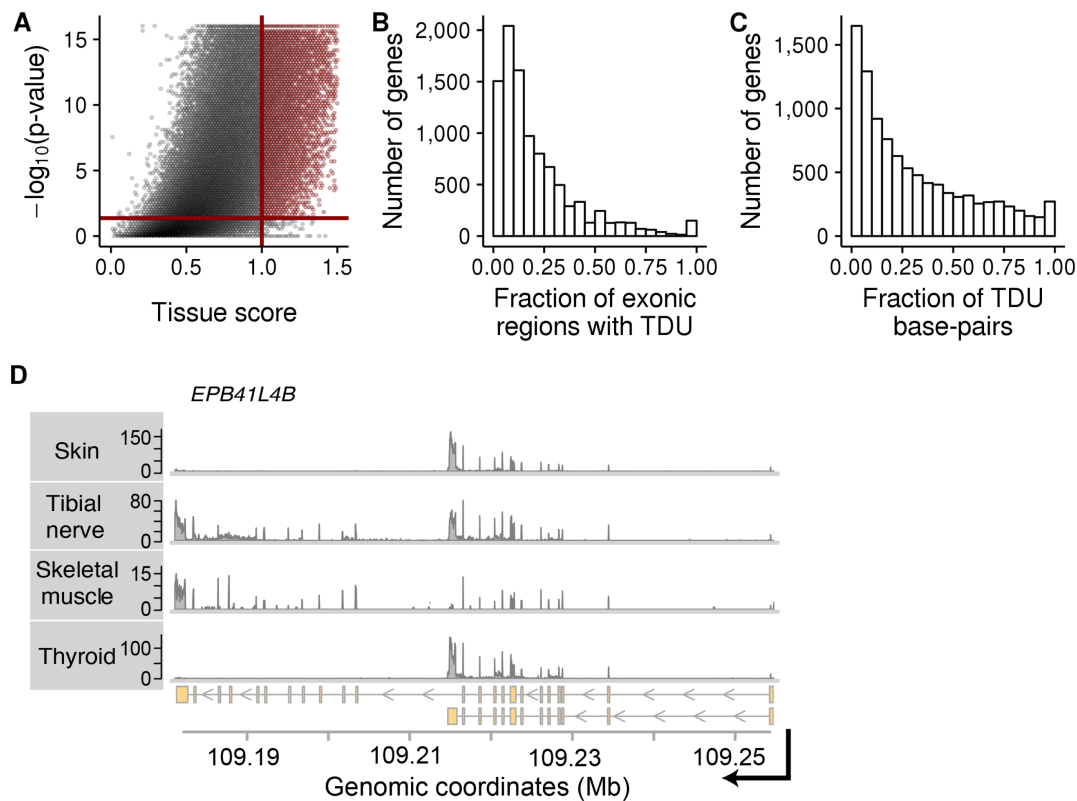 A
−log10(p-value)
15
10
5
0
0.0 0.5 1.0 1.5
Tissue score
B
Number of genes
2,000
1,500
1,000
500
0
0.00 0.25 0.50 0.75 1.00
Fraction of exonic
regions with TDU
C
Number of genes
1,500
1,000
500
0
0.00 0.25 0.50 0.75 1.00
Fraction of TDU
base-pairs
D
EPB41L4B
Skin
150
0
Tibial
nerve
80
0
Skeletal
muscle
15
0
Thyroid
100
0
109.19 109.21 109.23 109.25
Genomic coordinates (Mb)